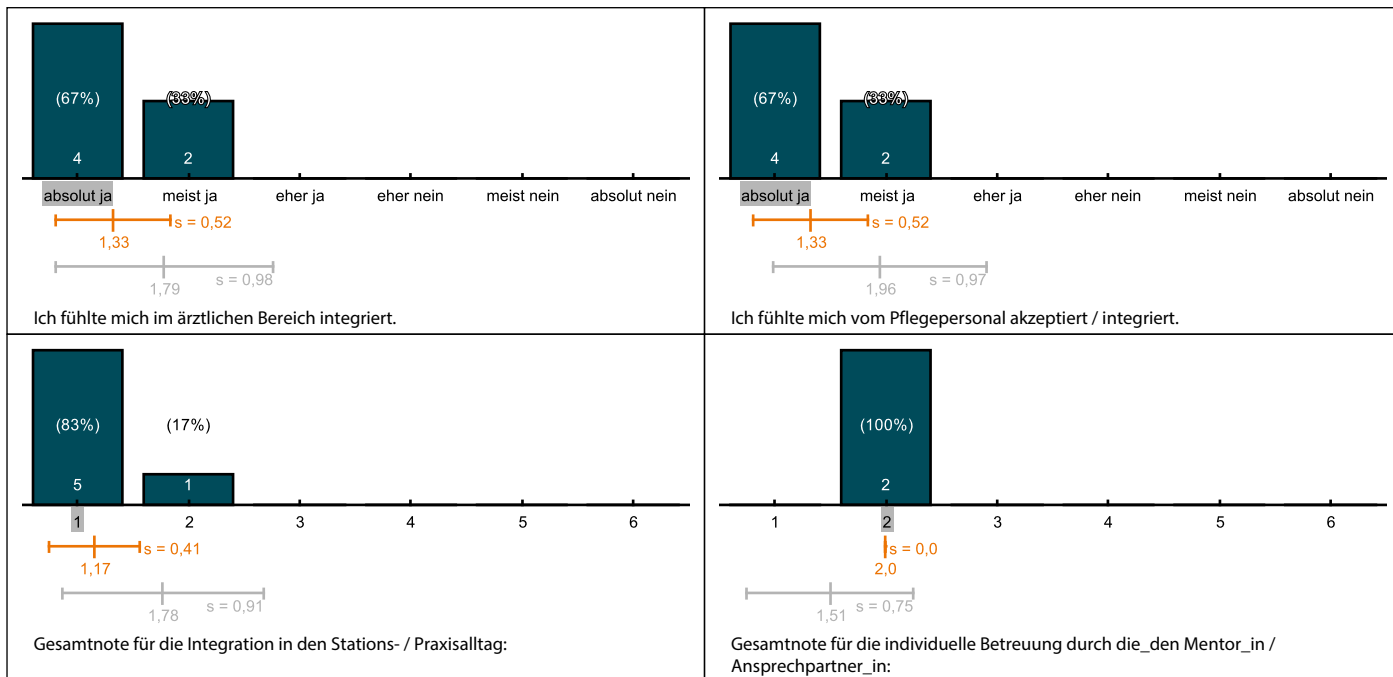 (67%)
(33%)
4
2
absolut ja
meist ja
eher ja
eher nein
meist nein
absolut nein
s = 0,52
1,33
s = 0,98
1,79
Ich fühlte mich im ärztlichen Bereich integriert.
(67%)
(33%)
4
2
absolut ja
meist ja
eher ja
eher nein
meist nein
absolut nein
s = 0,52
1,33
s = 0,97
1,96
Ich fühlte mich vom Pflegepersonal akzeptiert / integriert.
(83%)
(17%)
5
1
1
2
3
4
5
6
s = 0,41
1,17
s = 0,91
1,78
Gesamtnote für die Integration in den Stations- / Praxisalltag:
(100%)
2
1
2
3
4
5
6
s = 0,0
2,0
s = 0,75
1,51
Gesamtnote für die individuelle Betreuung durch die_den Mentor_in /
Ansprechpartner_in: